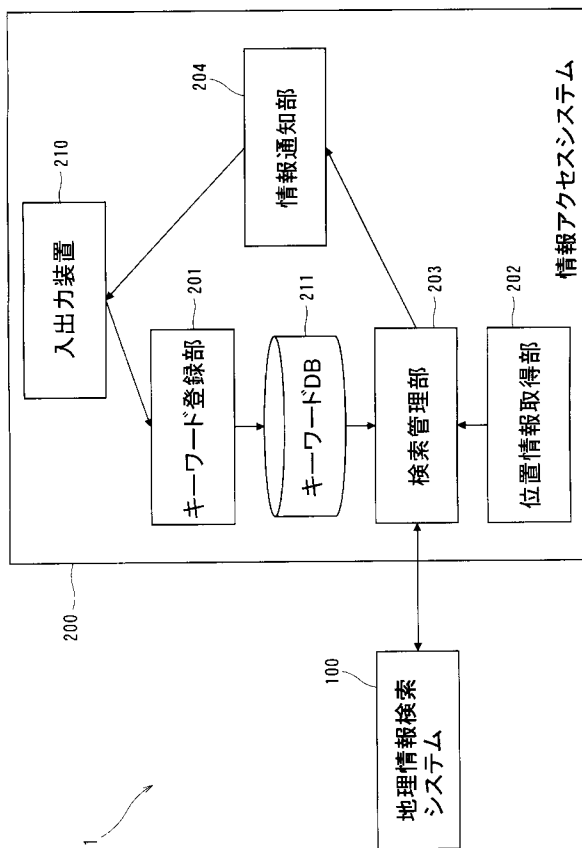 1
100
地理情報検索
システム
200
210
入出力装置
201
キーワード登録部
211
キーワードDB
203
検索管理部
202
位置情報取得部
204
情報通知部
情報アクセスシステム